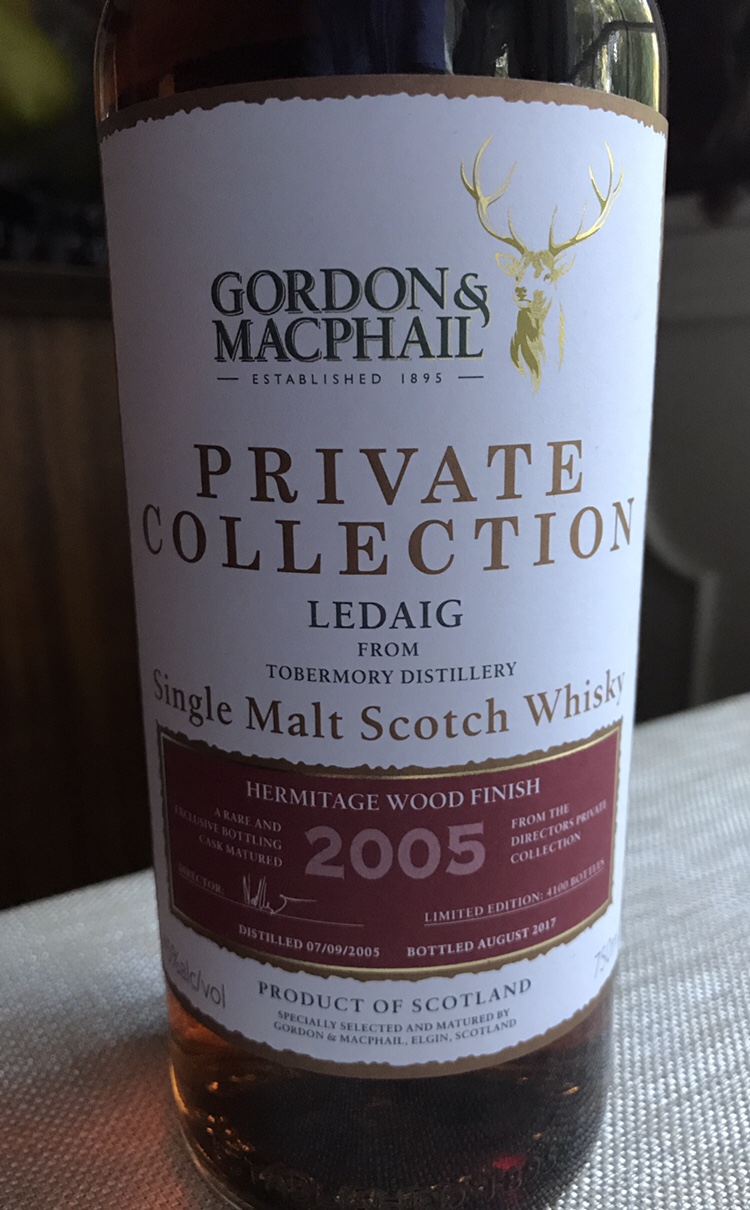 GORDON &
MACPHAIL
ESTABLISHED 1895
PRIVATE
COLLECTION
LEDAIG
FROM
TOBERMORY DISTILLERY
Single Malt Scotch Whisky
HERMITAGE WOOD FINISH
A RARE AND
EXCLUSIVE BOTTLING
CASK MATURED
2005
FROM THE
DIRECTORS PRIVATE
COLLECTION
DIRECTOR:
LIMITED EDITION: 4100 BOTTLES
DISTILLED 07/09/2005 BOTTLED AUGUST 2017
%alc/vol
PRODUCT OF SCOTLAND
SPECIALLY SELECTED AND MATURED BY
GORDON & MACPHAIL, ELGIN, SCOTLAND